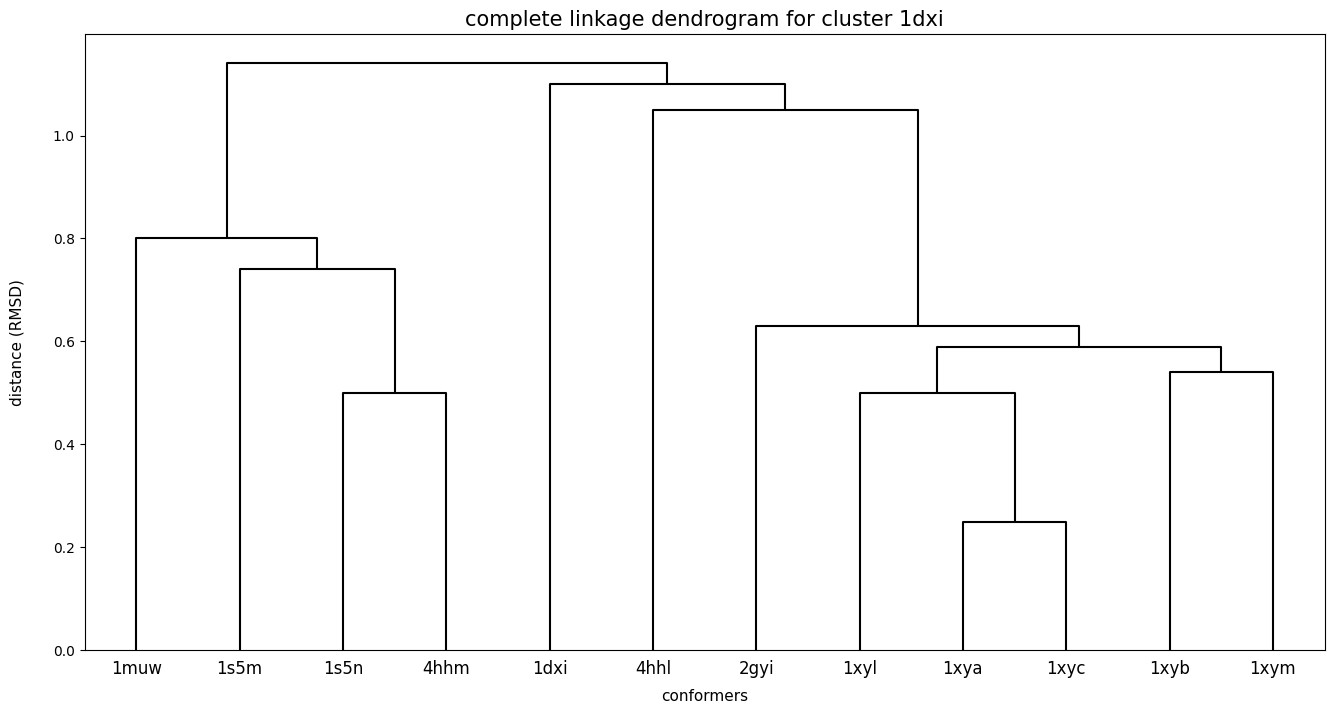 complete linkage dendrogram for cluster 1dxi
distance (RMSD)
1.0
0.8
0.6
0.4
0.2
0.0
1muw 1s5m 1s5n 4hhm 1dxi 4hhl 2gyi 1xyl 1xya 1xyc 1xyb 1xym
conformers